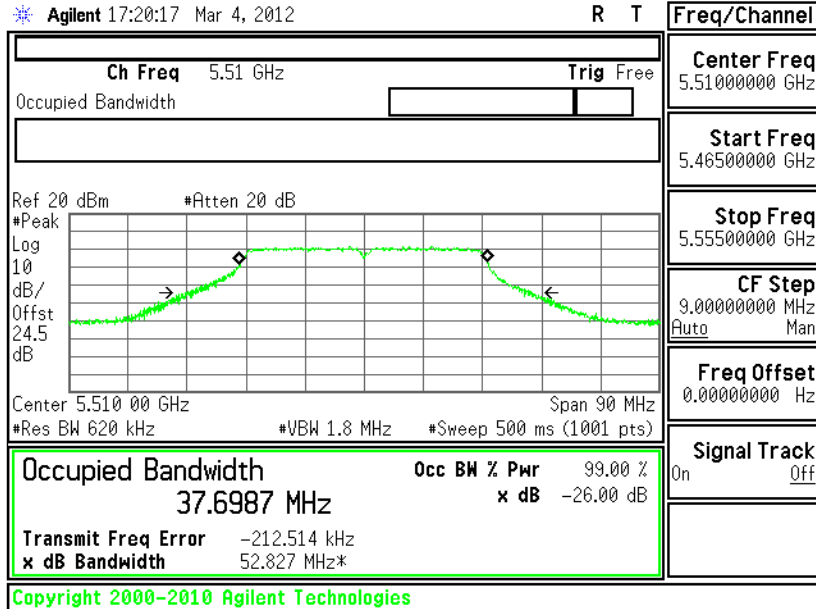 Agilent 17:20:17 Mar 4, 2012 R T
Freq/Channel
Ch Freq 5.51 GHz Trig Free
Occupied Bandwidth
Center Freq
5.51000000 GHz
Start Freq
5.46500000 GHz
Stop Freq
5.55500000 GHz
CF Step
9.00000000 MHz
Auto Man
Freq Offset
0.00000000 Hz
Signal Track
On Off
Ref 20 dBm #Atten 20 dB
#Peak
Log
10
dB/
Offst
24.5
dB
Center 5.510 00 GHz Span 90 MHz
#Res BW 620 kHz #VBW 1.8 MHz #Sweep 500 ms (1001 pts)
Occupied Bandwidth
37.6987 MHz
Occ BW % Pwr 99.00 %
x dB -26.00 dB
Transmit Freq Error -212.514 kHz
x dB Bandwidth 52.827 MHz*
Copyright 2000-2010 Agilent Technologies